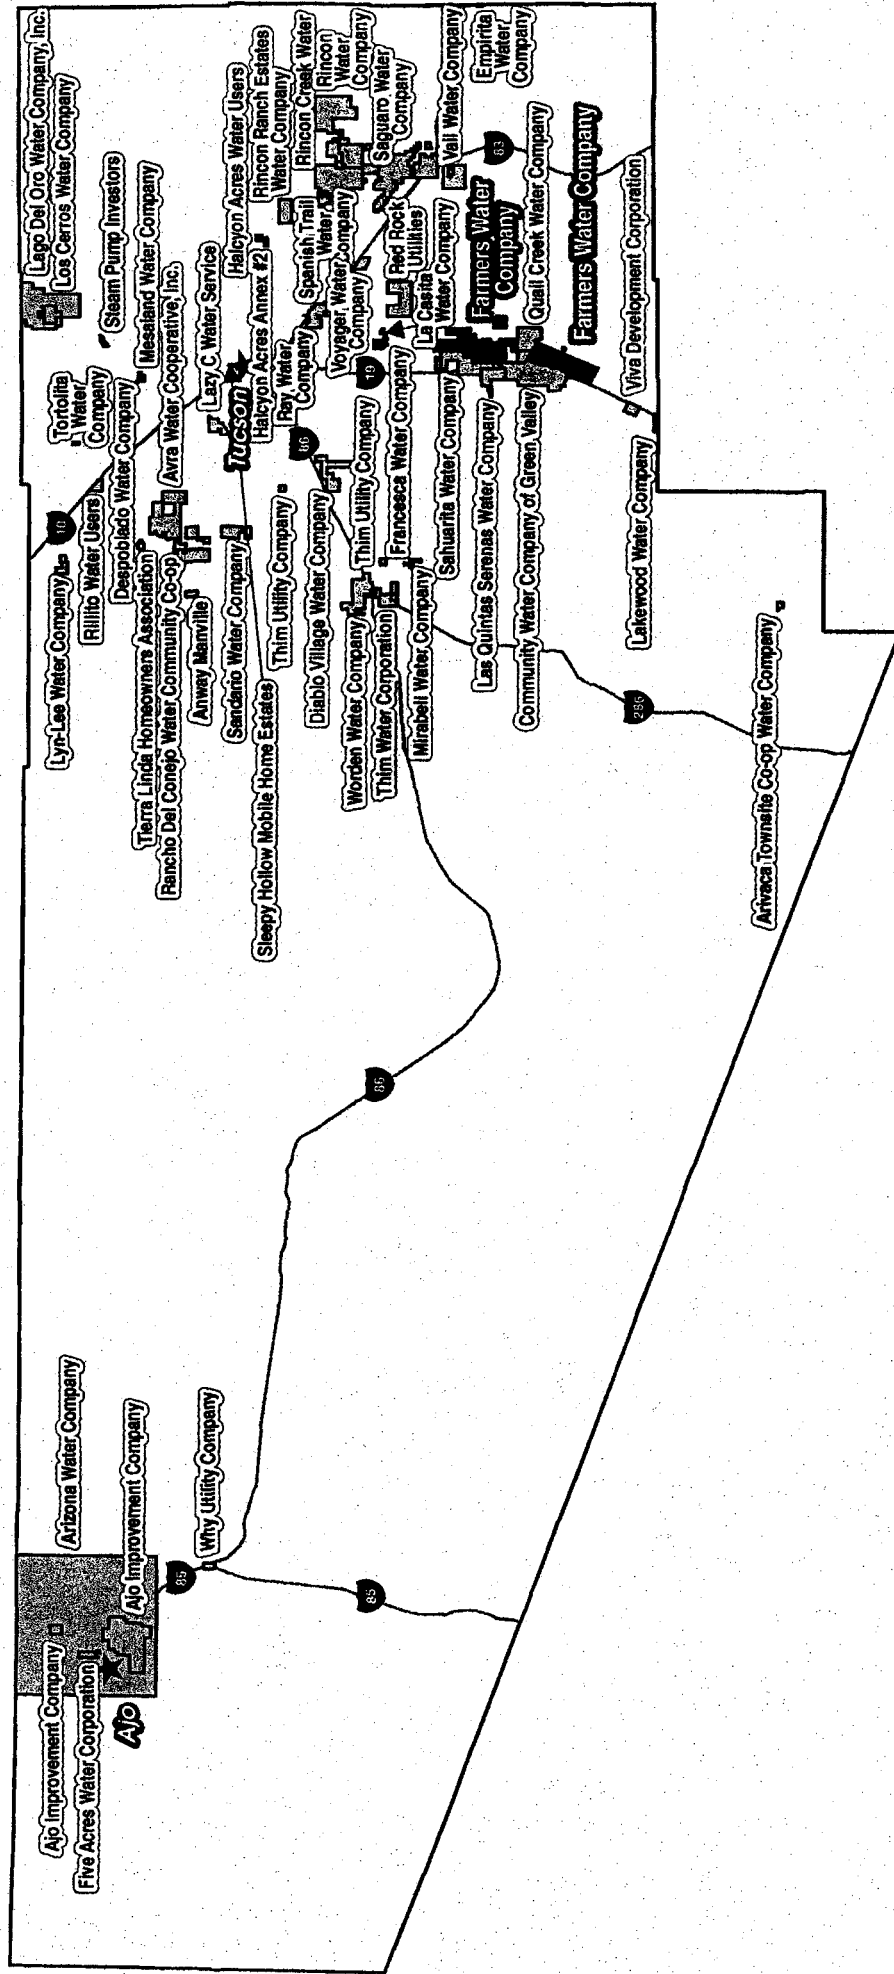 Lago Del Oro Water Company, Inc.
Los Cerros Water Company
Steam Pump Investors
Mesaland Water Company
Tortolita
Water
Company
10
Lyn-Lee Water Company
Rillito Water Users
Despoblado Water Company
Avra Water Cooperative, Inc.
Tierra Linda Homeowners Association
Rancho Del Conejo Water Community Co-op
Anway Manville
Lazy C Water Service
Sandario Water Company
Tucson
Halcyon Acres Water Users
Halcyon Acres Annex #2
Sleepy Hollow Mobile Home Estates
Thim Utility Company
Rincon Ranch Estates
Water Company
Rincon Creek Water
Rincon
Water
Company
Ray Water
Company
86
Spanish Trail
Water
Diablo Village Water Company
Voyager Water Company
Company
Saguaro Water
Company
19
Thim Utility Company
Worden Water Company
Thim Water Corporation
Francesca Water Company
Mirabell Water Company
Red Rock
Utilities
La Casita
Water Company
Vail Water Company
Empirita
Water
Company
83
Sahuarita Water Company
Farmers Water
Company
Las Quintas Serenas Water Company
Quail Creek Water Company
Community Water Company of Green Valley
Farmers Water Company
Viva Development Corporation
Lakewood Water Company
286
Arivaca Townsite Co-op Water Company
86
Arizona Water Company
Ajo Improvement Company
Ajo Improvement Company
Five Acres Water Corporation
Ajo
85
Why Utility Company
85